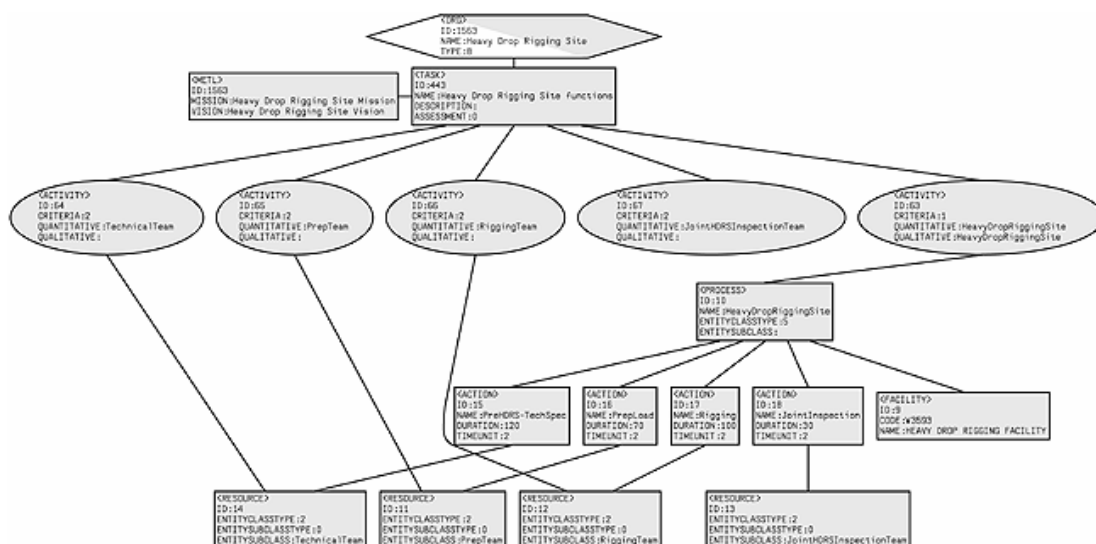 <ORG>
ID:1563
NAME:Heavy Drop Rigging Site
TYPE:8
<METL>
ID:1563
MISSION:Heavy Drop Rigging Site Mission
VISION:Heavy Drop Rigging Site Vision
<TASK>
ID:443
NAME:Heavy Drop Rigging Site functions
DESCRIPTION:
ASSESSMENT:0
<ACTIVITY>
ID:64
CRITERIA:2
QUANTITATIVE:TechnicalTeam
QUALITATIVE:
<ACTIVITY>
ID:65
CRITERIA:2
QUANTITATIVE:PrepTeam
QUALITATIVE:
<ACTIVITY>
ID:66
CRITERIA:2
QUANTITATIVE:RiggingTeam
QUALITATIVE:
<ACTIVITY>
ID:67
CRITERIA:2
QUANTITATIVE:JointHDRSInspectionTeam
QUALITATIVE:
<ACTIVITY>
ID:63
CRITERIA:1
QUANTITATIVE:HeavyDropRiggingSite
QUALITATIVE:HeavyDropRiggingSite
<PROCESS>
ID:10
NAME:HeavyDropRiggingSite
ENTITYCLASSTYPE:5
ENTITYSUBCLASS:
<ACTION>
ID:15
NAME:PreHDRS-TechSpec
DURATION:120
TIMEUNIT:2
<ACTION>
ID:16
NAME:PrepLoad
DURATION:70
TIMEUNIT:2
<ACTION>
ID:17
NAME:Rigging
DURATION:100
TIMEUNIT:2
<ACTION>
ID:18
NAME:JointInspection
DURATION:30
TIMEUNIT:2
<FACILITY>
ID:9
CODE:W3593
NAME:HEAVY DROP RIGGING FACILITY
<RESOURCE>
ID:14
ENTITYCLASSTYPE:2
ENTITYSUBCLASSTYPE:0
ENTITYSUBCLASS:TechnicalTeam
<RESOURCE>
ID:11
ENTITYCLASSTYPE:2
ENTITYSUBCLASSTYPE:0
ENTITYSUBCLASS:PrepTeam
<RESOURCE>
ID:12
ENTITYCLASSTYPE:2
ENTITYSUBCLASSTYPE:0
ENTITYSUBCLASS:RiggingTeam
<RESOURCE>
ID:13
ENTITYCLASSTYPE:2
ENTITYSUBCLASSTYPE:0
ENTITYSUBCLASS:JointHDRSInspectionTeam